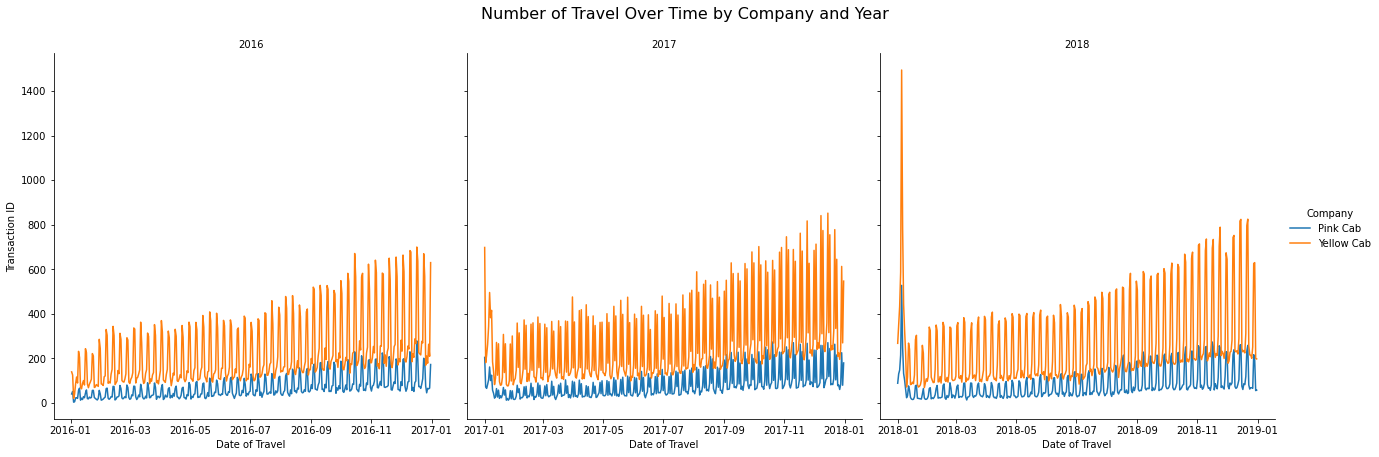 Number of Travel Over Time by Company and Year
2016
2017
2018
Transaction ID
1400
1200
1000
800
600
400
200
0
2016-01 2016-03 2016-05 2016-07 2016-09 2016-11 2017-01
2017-01 2017-03 2017-05 2017-07 2017-09 2017-11 2018-01
2018-01 2018-03 2018-05 2018-07 2018-09 2018-11 2019-01
Date of Travel
Date of Travel
Date of Travel
Company
Pink Cab
Yellow Cab